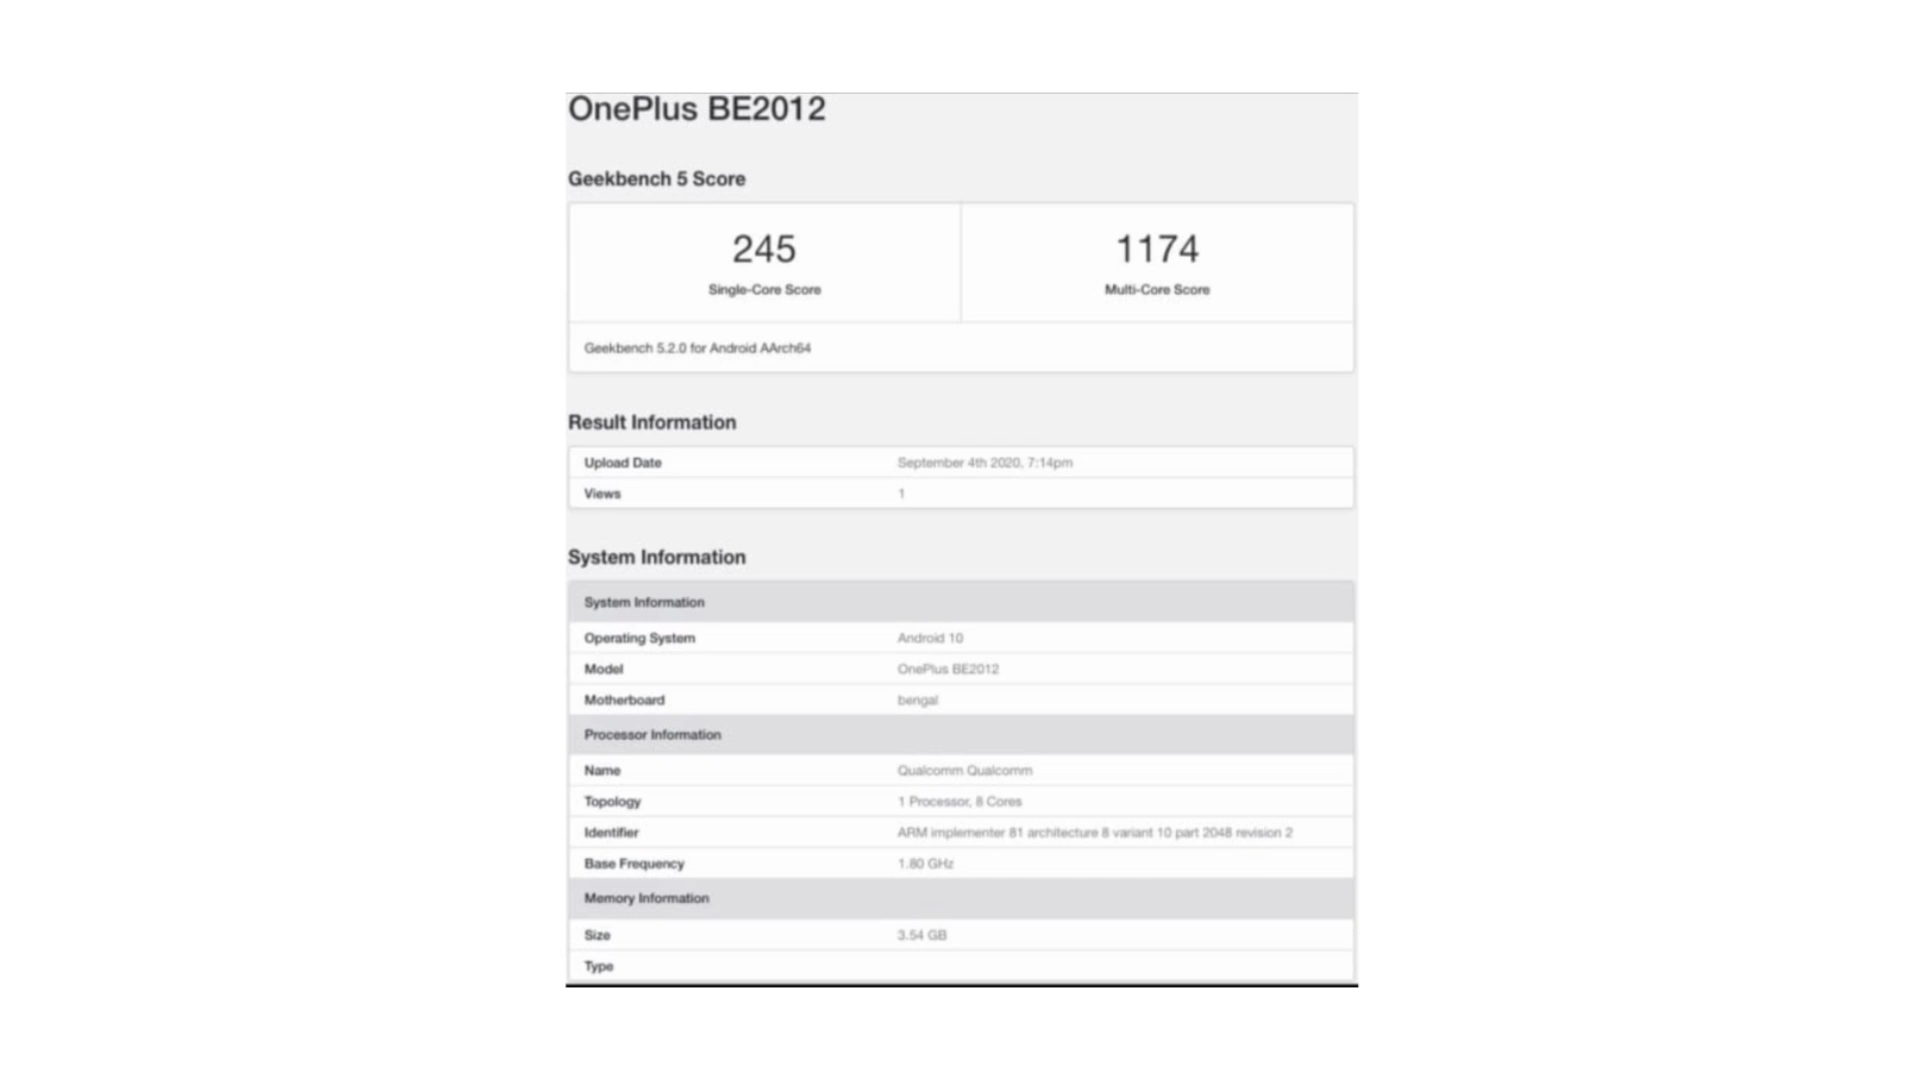 OnePlus BE2012
Geekbench 5 Score
245
Single-Core Score
1174
Multi-Core Score
Geekbench 5.2.0 for Android AArch64
Result Information
Upload Date September 4th 2020, 7:14pm
Views 1
System Information
System Information
Operating System Android 10
Model OnePlus BE2012
Motherboard bengal
Processor Information
Name Qualcomm Qualcomm
Topology 1 Processor, 8 Cores
Identifier ARM implementer 81 architecture 8 variant 10 part 2048 revision 2
Base Frequency 1.80 GHz
Memory Information
Size 3.54 GB
Type